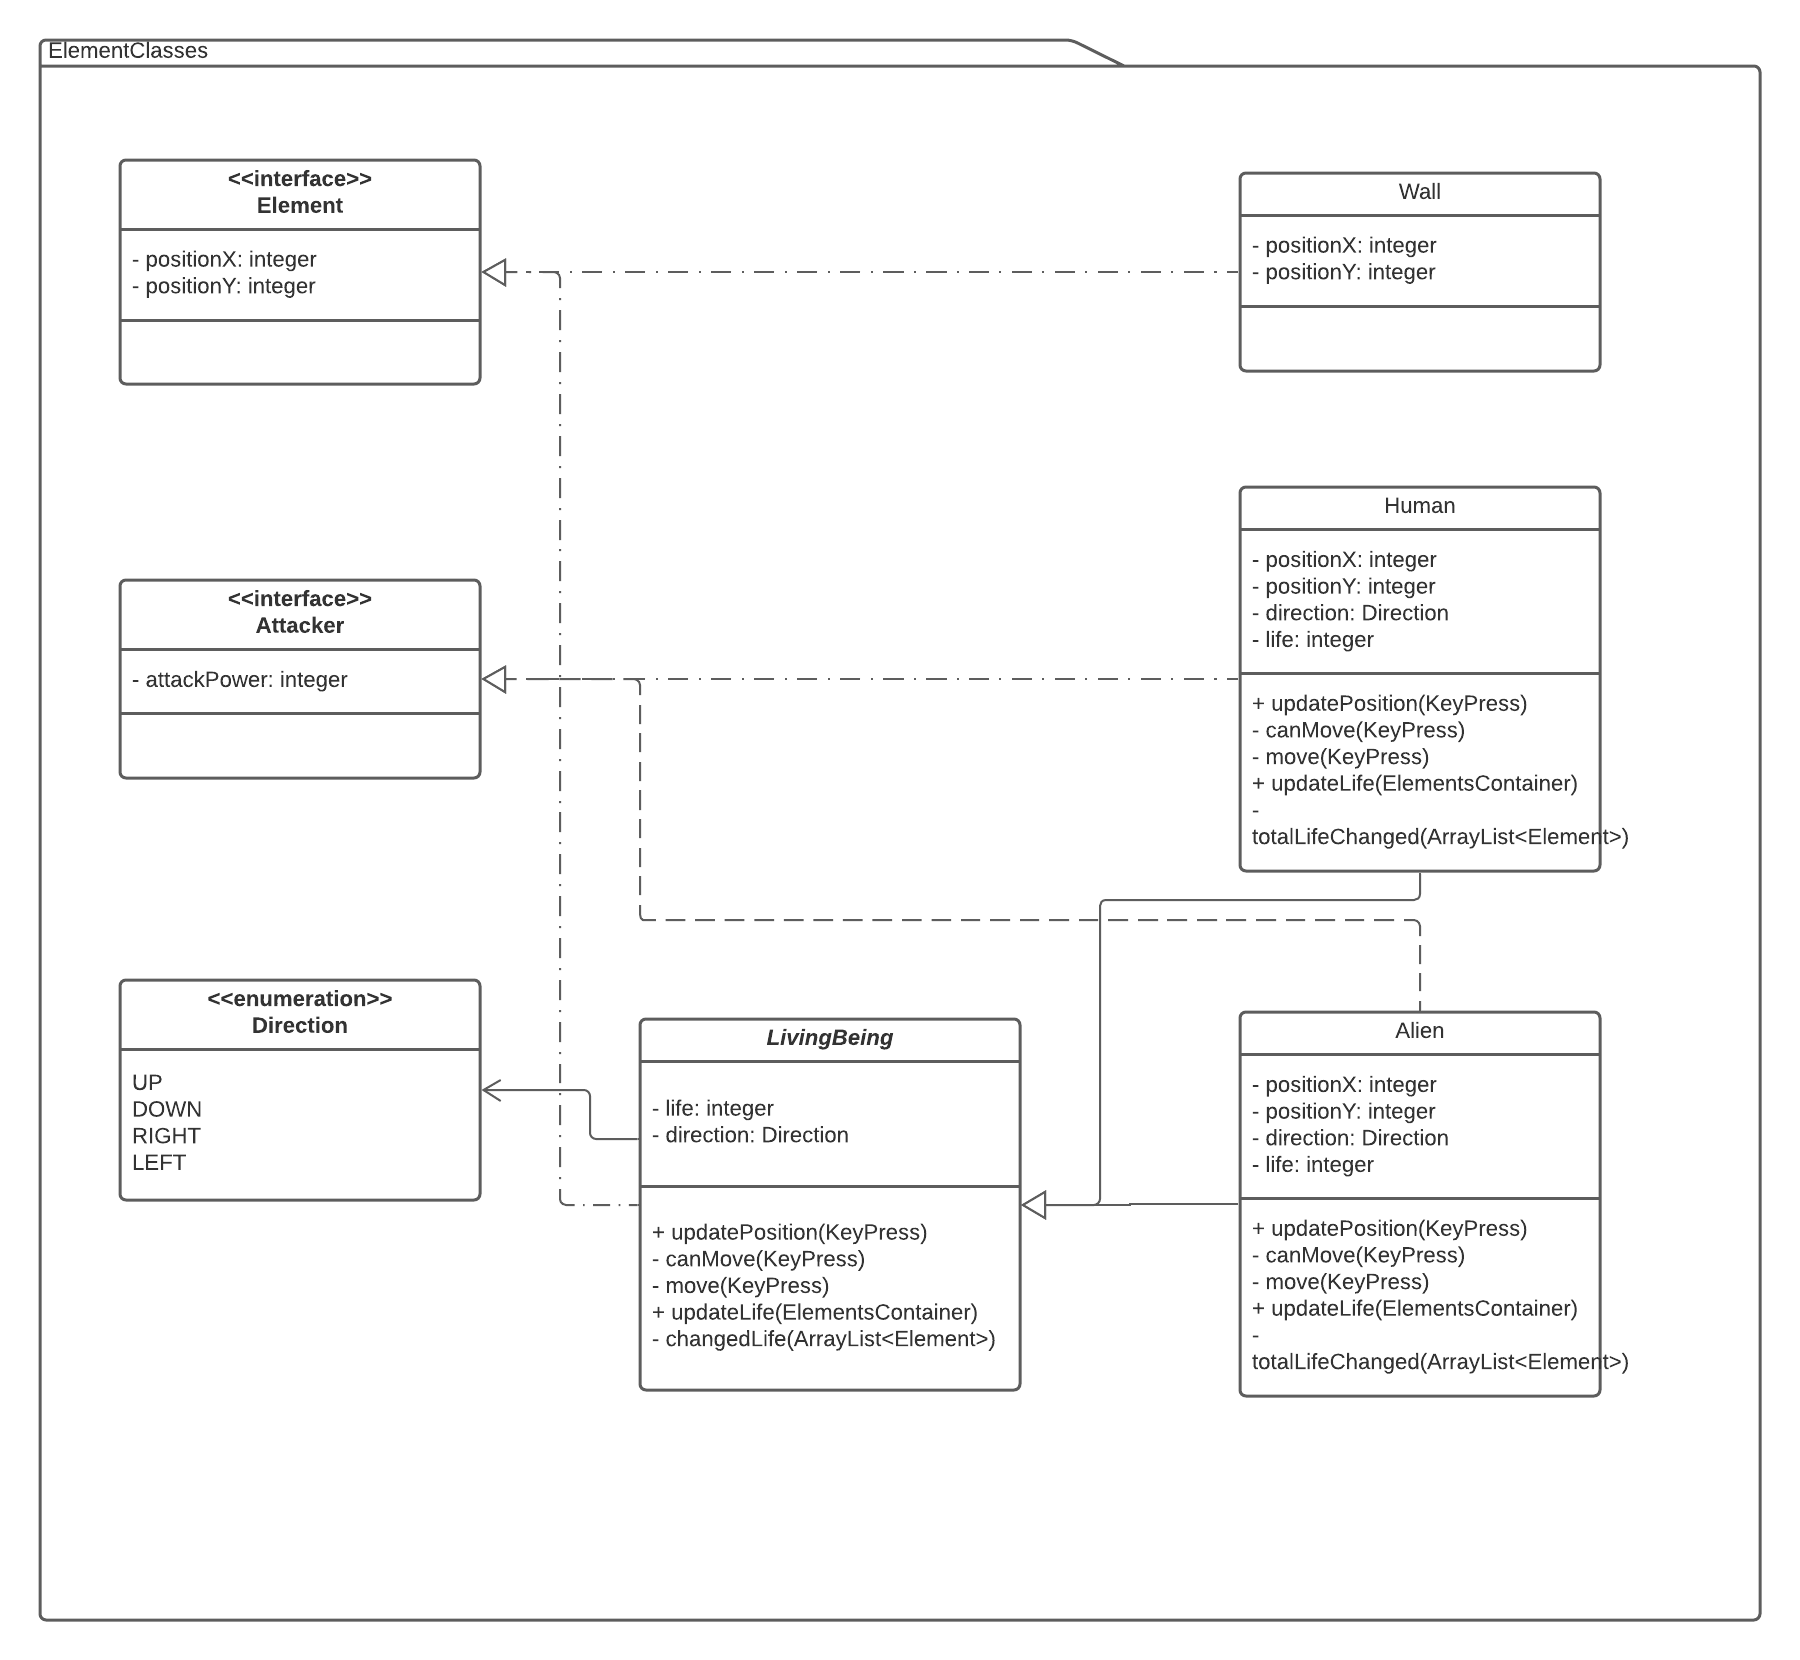 ElementClasses
<<interface>>
Element
- positionX: integer
- positionY: integer
Wall
- positionX: integer
- positionY: integer
<<interface>>
Attacker
- attackPower: integer
Human
- positionX: integer
- positionY: integer
- direction: Direction
- life: integer
+ updatePosition(KeyPress)
- canMove(KeyPress)
- move(KeyPress)
+ updateLife(ElementsContainer)
-
totalLifeChanged(ArrayList<Element>)
<<enumeration>>
Direction
UP
DOWN
RIGHT
LEFT
LivingBeing
- life: integer
- direction: Direction
+ updatePosition(KeyPress)
- canMove(KeyPress)
- move(KeyPress)
+ updateLife(ElementsContainer)
- changedLife(ArrayList<Element>)
Alien
- positionX: integer
- positionY: integer
- direction: Direction
- life: integer
+ updatePosition(KeyPress)
- canMove(KeyPress)
- move(KeyPress)
+ updateLife(ElementsContainer)
-
totalLifeChanged(ArrayList<Element>)